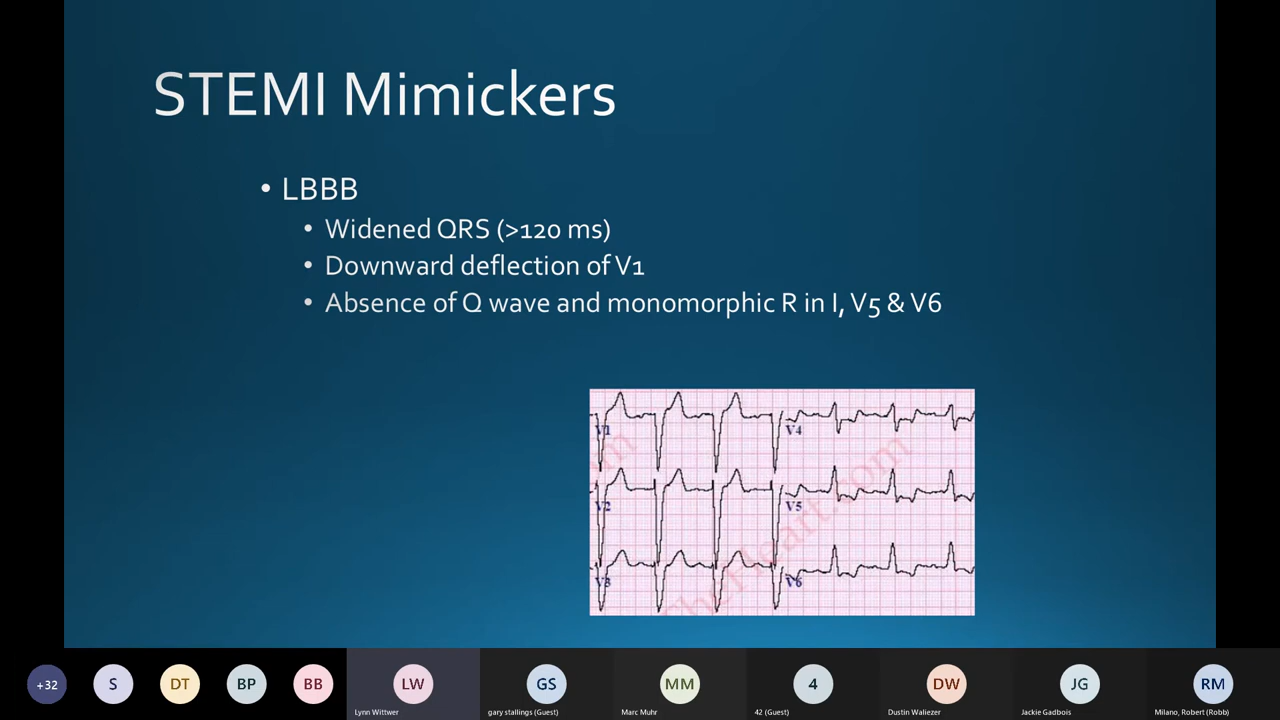 STEMI Mimickers
• LBBB
• Widened QRS (>120 ms)
• Downward deflection of V1
• Absence of Q wave and monomorphic R in I, V5 & V6
V1
V4
V2
V5
V3
V6
TheHeart.com
+32
S
DT
BP
BB
LW
GS
MM
4
DW
JG
RM
Lynn Wittwer
gary stallings (Guest)
Marc Muhr
42 (Guest)
Dustin Waliezer
Jackie Gadbois
Milano, Robert (Robb)